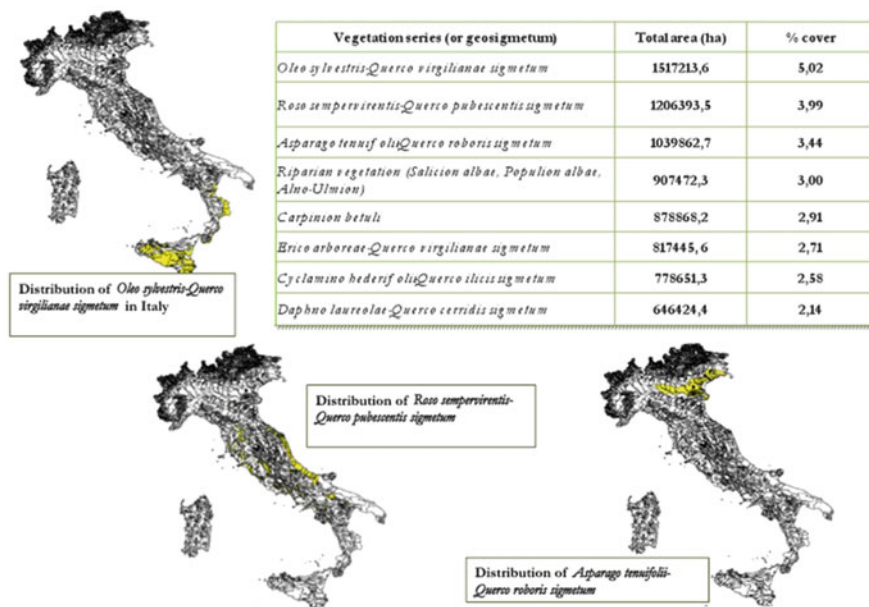 Vegetation series (or geosigmetum) Total area (ha) % cover
Oleo sylvestris-Querco virgilianae sigmetum 1517213,6 5,02
Roso sempervirentis-Querco pubescentis sigmetum 1206393,5 3,99
Asparago tenuif olii-Querco roboris sigmetum 1039862,7 3,44
Riparian vegetation (Salicion albae, Populion albae,
Alno-Ulmion) 907472,3 3,00
Carpinion betuli 878868,2 2,91
Erico arboreae-Querco virgilianae sigmetum 817445,6 2,71
Cyclamino hederif olii-Querco ilicis sigmetum 778651,3 2,58
Daphno laureolae-Querco cerridis sigmetum 646424,4 2,14
Distribution of Oleo sylvestris-Querco
virgilianae sigmetum in Italy
Distribution of Roso sempervirentis-
Querco pubescentis sigmetum
Distribution of Asparago tenuifolii-
Querco roboris sigmetum